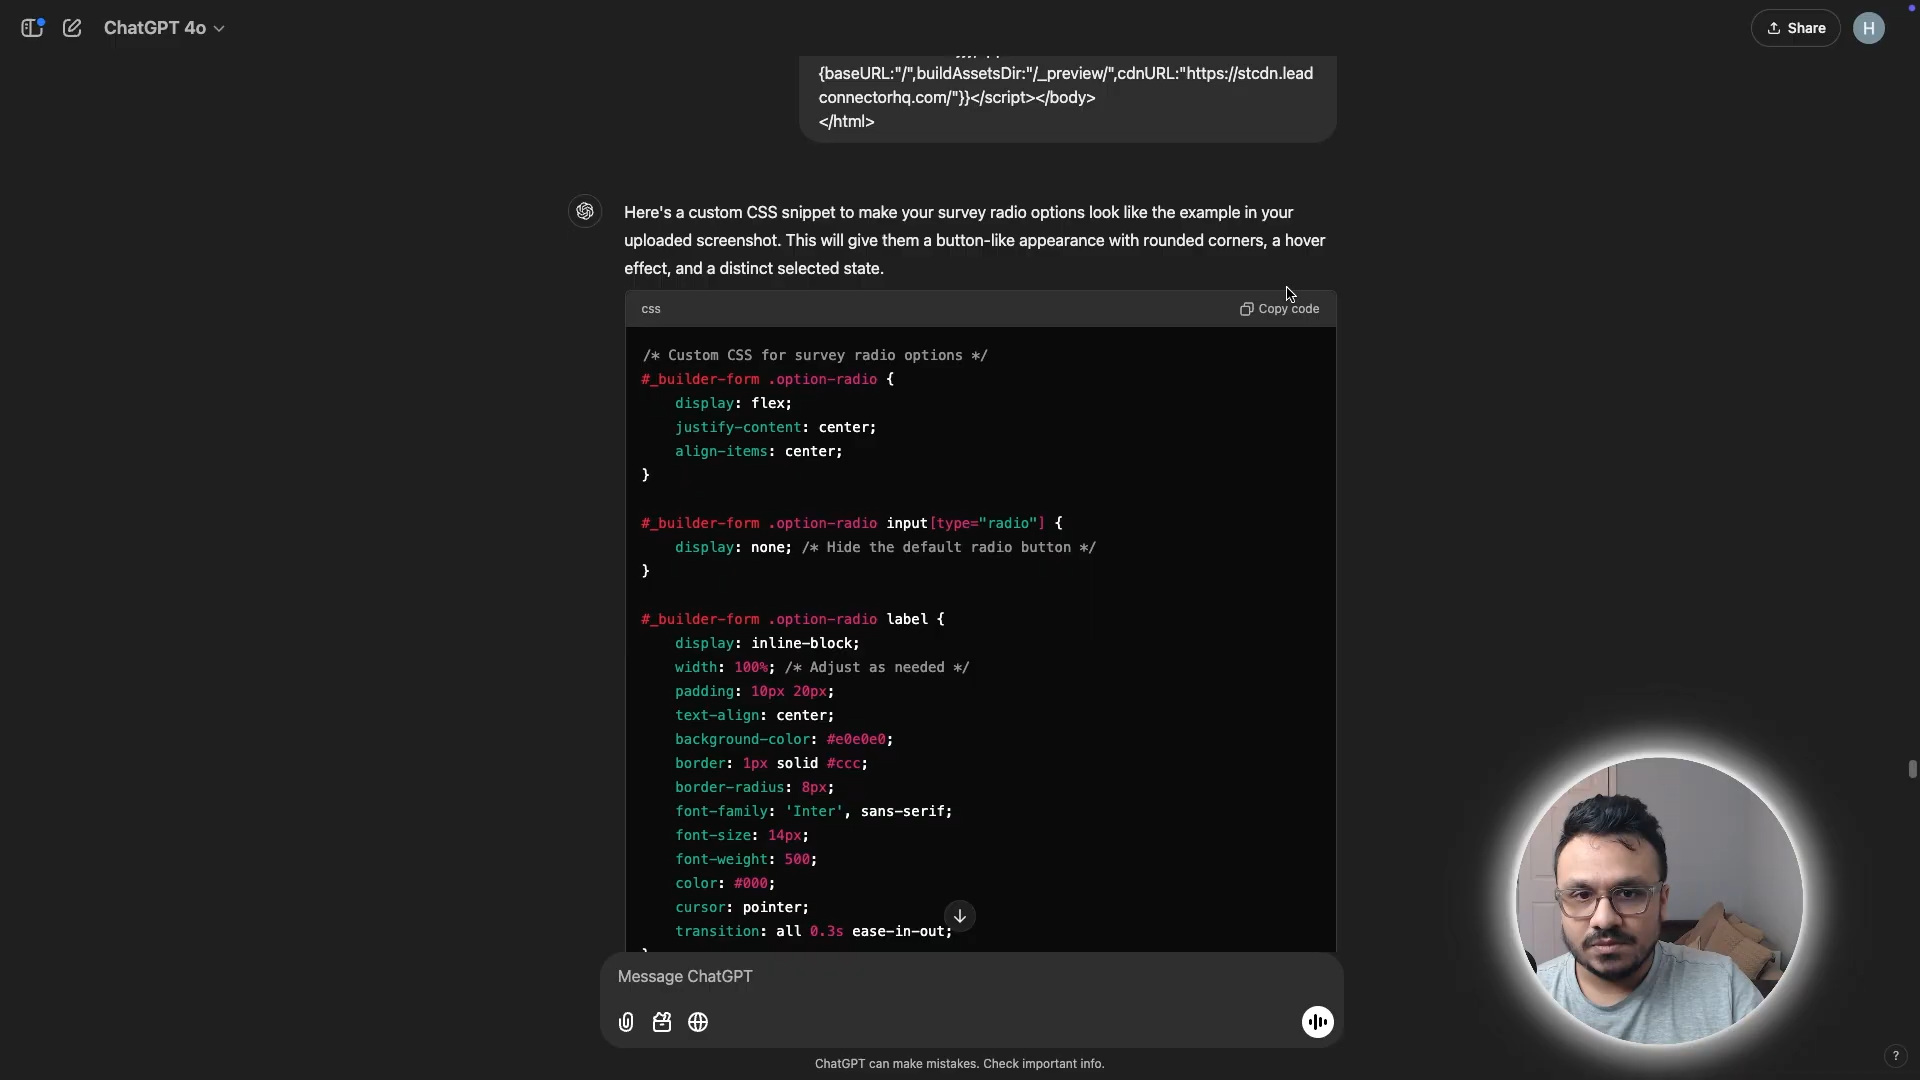 ChatGPT 4o
Share
H
{baseURL:"/",buildAssetsDir:"/_preview/",cdnURL:"https://stcdn.lead
connectorhq.com/"}}</script></body>
</html>
Here's a custom CSS snippet to make your survey radio options look like the example in your
uploaded screenshot. This will give them a button-like appearance with rounded corners, a hover
effect, and a distinct selected state.
css
Copy code
/* Custom CSS for survey radio options */
#_builder-form .option-radio {
    display: flex;
    justify-content: center;
    align-items: center;
}
#_builder-form .option-radio input[type="radio"] {
    display: none; /* Hide the default radio button */
}
#_builder-form .option-radio label {
    display: inline-block;
    width: 100%; /* Adjust as needed */
    padding: 10px 20px;
    text-align: center;
    background-color: #e0e0e0;
    border: 1px solid #ccc;
    border-radius: 8px;
    font-family: 'Inter', sans-serif;
    font-size: 14px;
    font-weight: 500;
    color: #000;
    cursor: pointer;
    transition: all 0.3s ease-in-out;
Message ChatGPT
ChatGPT can make mistakes. Check important info.
?